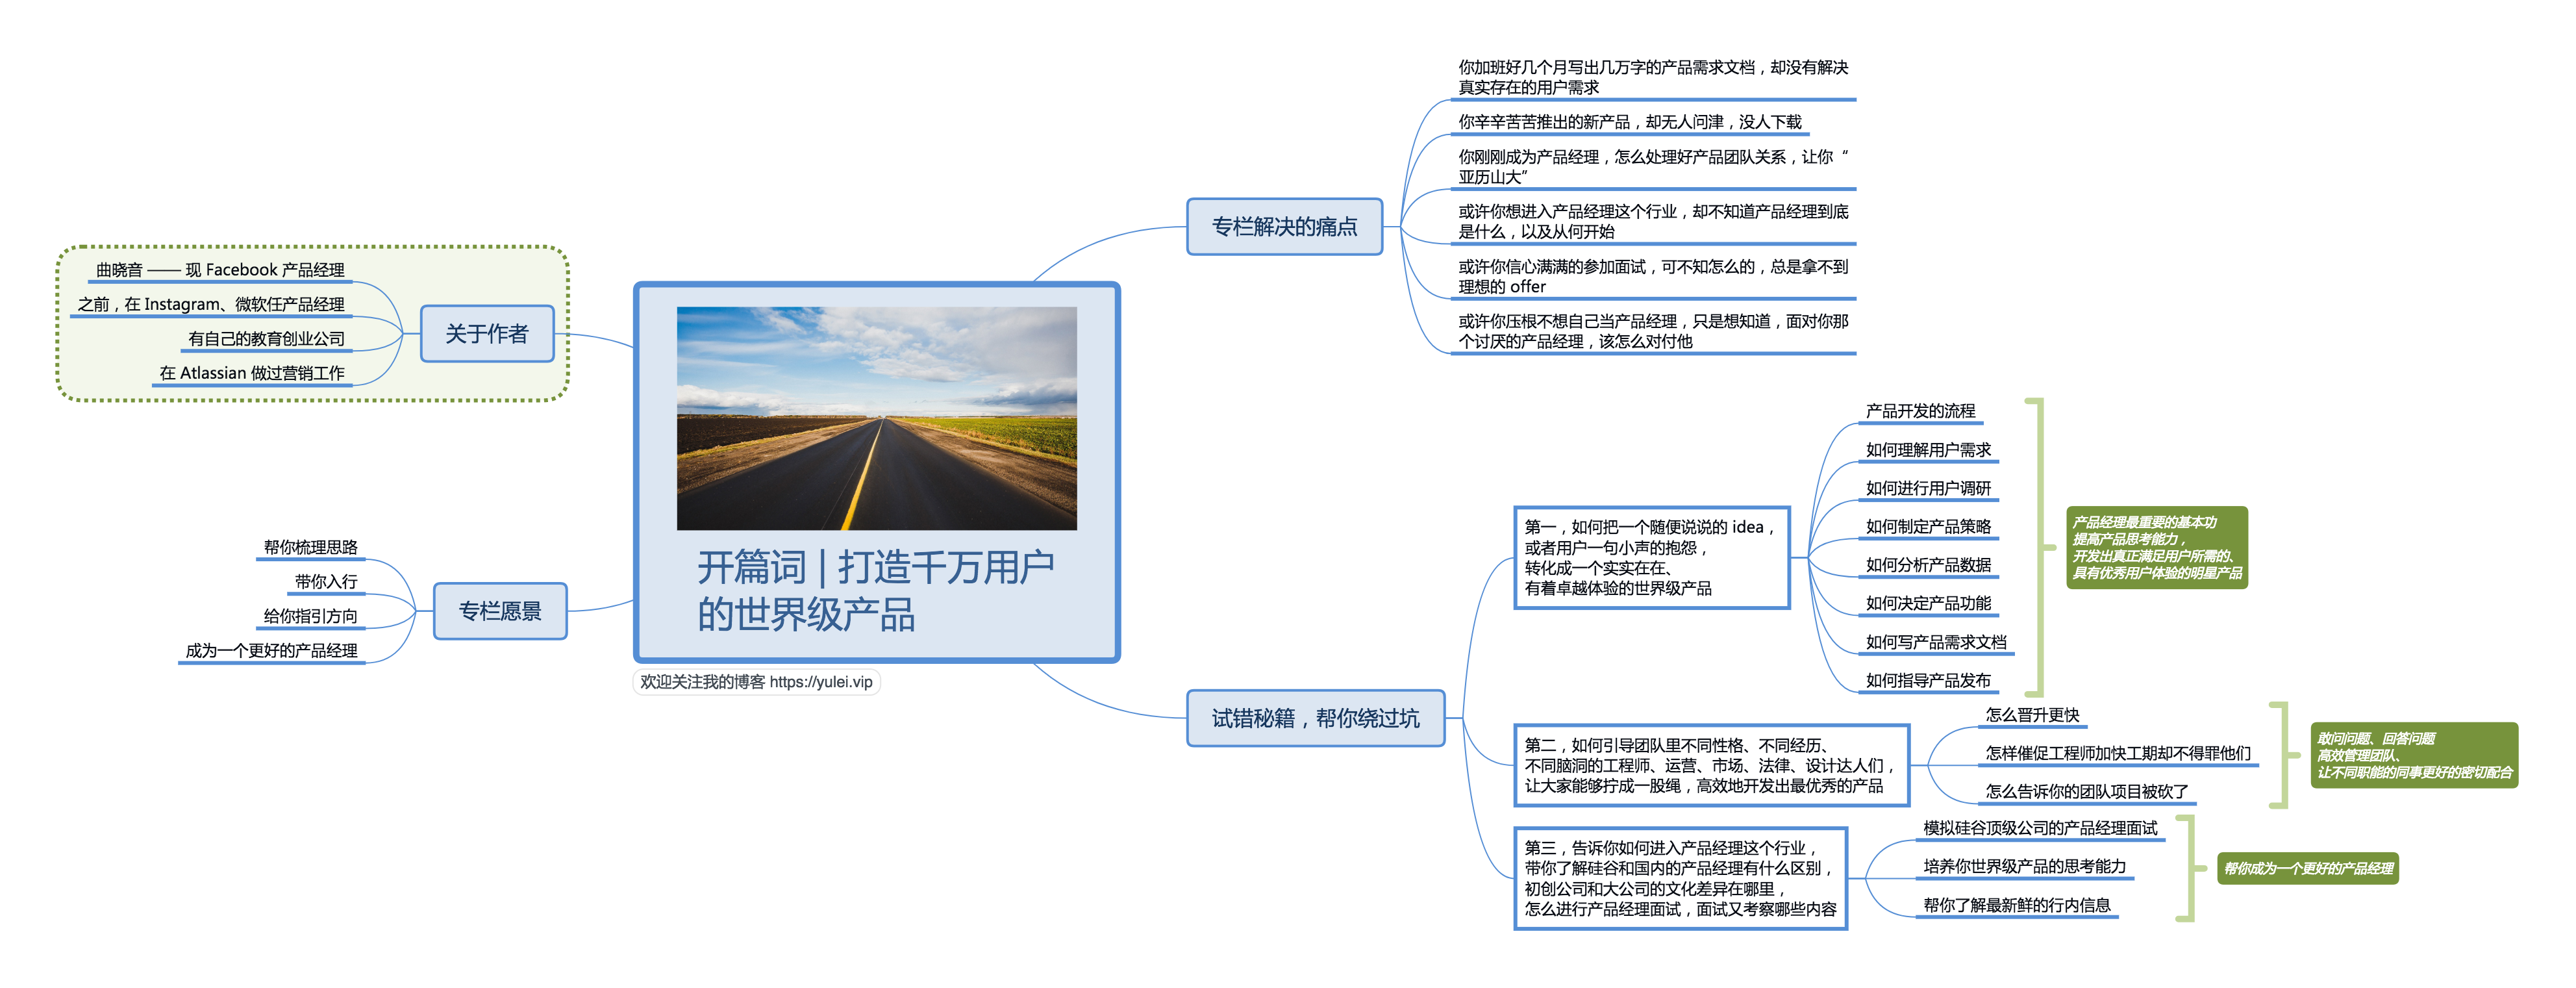 开篇词 | 打造千万用户
的世界级产品
欢迎关注我的博客 https://yulei.vip
关于作者
曲晓音 —— 现 Facebook 产品经理
之前，在 Instagram、微软任产品经理
有自己的教育创业公司
在 Atlassian 做过营销工作
专栏愿景
帮你梳理思路
带你入行
给你指引方向
成为一个更好的产品经理
专栏解决的痛点
你加班好几个月写出几万字的产品需求文档，却没有解决
真实存在的用户需求
你辛辛苦苦推出的新产品，却无人问津，没人下载
你刚刚成为产品经理，怎么处理好产品团队关系，让你“
亚历山大”
或许你想进入产品经理这个行业，却不知道产品经理到底
是什么，以及从何开始
或许你信心满满的参加面试，可不知怎么的，总是拿不到
理想的 offer
或许你压根不想自己当产品经理，只是想知道，面对你那
个讨厌的产品经理，该怎么对付他
试错秘籍，帮你绕过坑
第一，如何把一个随便说说的 idea，
或者用户一句小声的抱怨，
转化成一个实实在在、
有着卓越体验的世界级产品
产品开发的流程
如何理解用户需求
如何进行用户调研
如何制定产品策略
如何分析产品数据
如何决定产品功能
如何写产品需求文档
如何指导产品发布
产品经理最重要的基本功
提高产品思考能力，
开发出真正满足用户所需的、
具有优秀用户体验的明星产品
第二，如何引导团队里不同性格、不同经历、
不同脑洞的工程师、运营、市场、法律、设计达人们，
让大家能够拧成一股绳，高效地开发出最优秀的产品
怎么晋升更快
怎样催促工程师加快工期却不得罪他们
怎么告诉你的团队项目被砍了
敢问问题、回答问题
高效管理团队、
让不同职能的同事更好的密切配合
第三，告诉你如何进入产品经理这个行业，
带你了解硅谷和国内的产品经理有什么区别，
初创公司和大公司的文化差异在哪里，
怎么进行产品经理面试，面试又考察哪些内容
模拟硅谷顶级公司的产品经理面试
培养你世界级产品的思考能力
帮你了解最新鲜的行内信息
帮你成为一个更好的产品经理